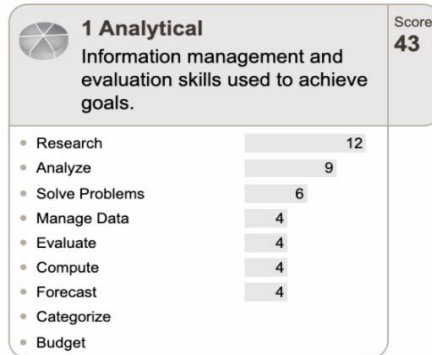 1 Analytical
Score
43
Information management and
evaluation skills used to achieve
goals.
Research 12
Analyze 9
Solve Problems 6
Manage Data 4
Evaluate 4
Compute 4
Forecast 4
Categorize
Budget